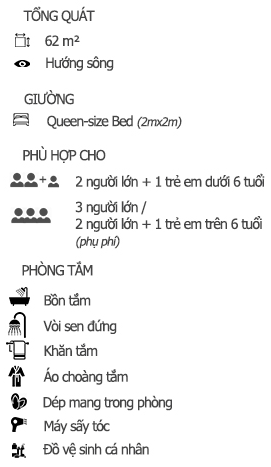 TỔNG QUÁT
62 m²
Hướng sông
GIƯỜNG
Queen-size Bed (2mx2m)
PHÙ HỢP CHO
+ 2 người lớn + 1 trẻ em dưới 6 tuổi
3 người lớn /
2 người lớn + 1 trẻ em trên 6 tuổi
(phụ phí)
PHÒNG TẮM
Bồn tắm
Vòi sen đứng
Khăn tắm
Áo choàng tắm
Dép mang trong phòng
Máy sấy tóc
Đồ vệ sinh cá nhân